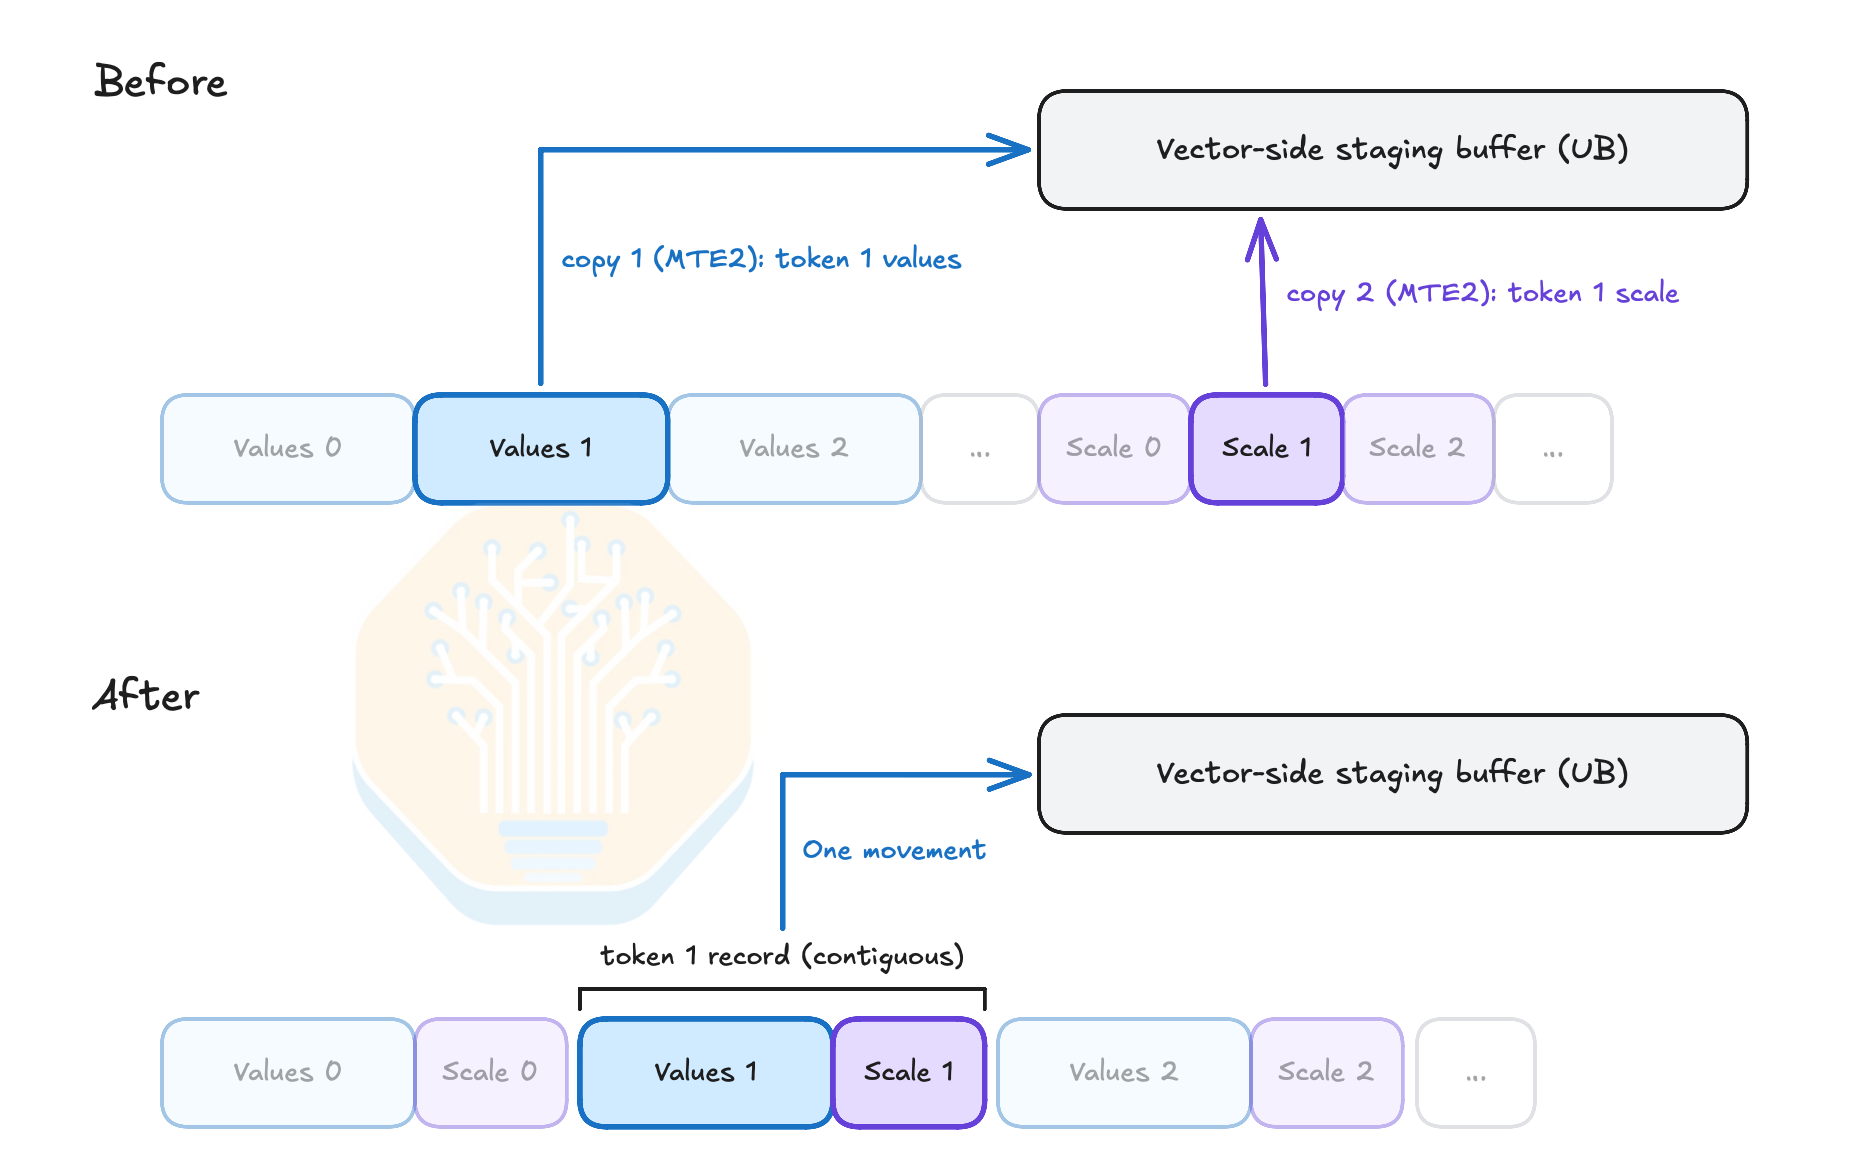 Before
Vector-side staging buffer (UB)
copy 1 (MTE2): token 1 values
copy 2 (MTE2): token 1 scale
Values 0
Values 1
Values 2
...
Scale 0
Scale 1
Scale 2
...
After
Vector-side staging buffer (UB)
One movement
token 1 record (contiguous)
Values 0
Scale 0
Values 1
Scale 1
Values 2
Scale 2
...